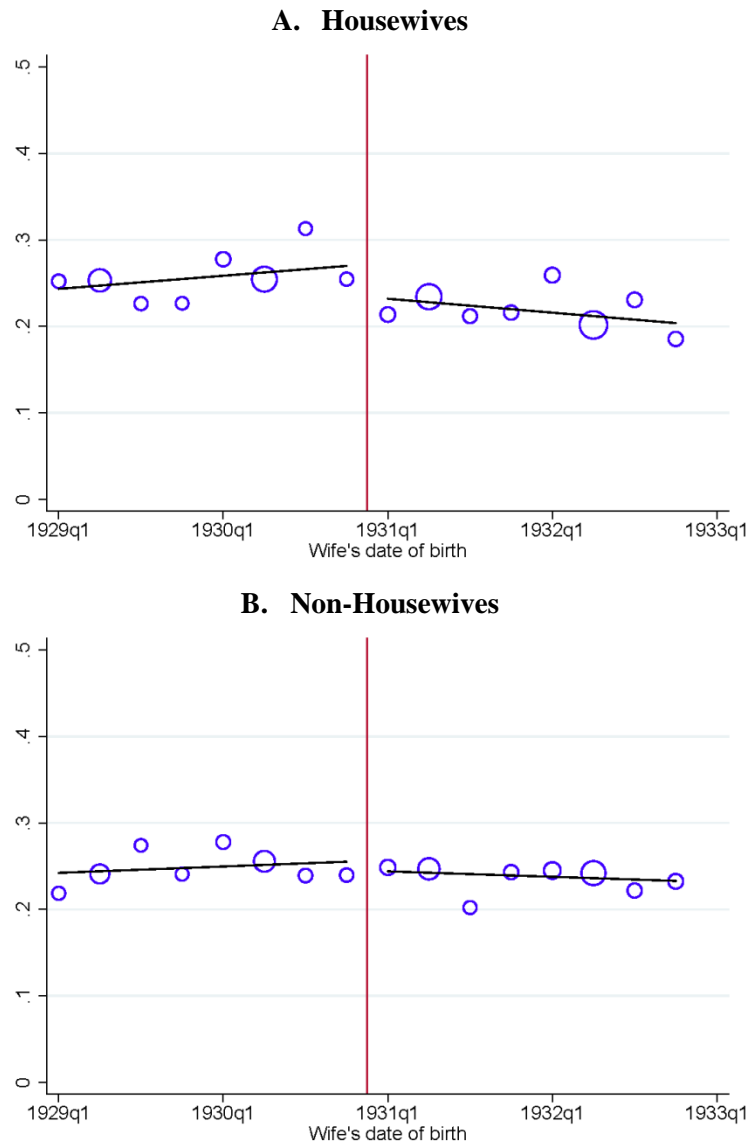 A. Housewives
.5
.4
.3
.2
.1
0
1929q1 1930q1 1931q1 1932q1 1933q1
Wife's date of birth
B. Non-Housewives
.5
.4
.3
.2
.1
0
1929q1 1930q1 1931q1 1932q1 1933q1
Wife's date of birth